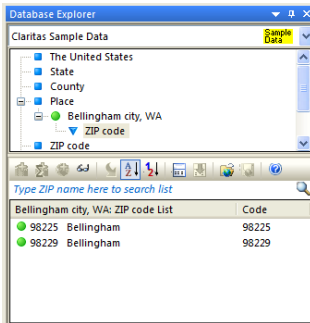 Database Explorer
Claritas Sample Data Sample Data
The United States
State
County
Place
Bellingham city, WA
ZIP code
ZIP code
Type ZIP name here to search list
Bellingham city, WA: ZIP code List Code
98225 Bellingham 98225
98229 Bellingham 98229